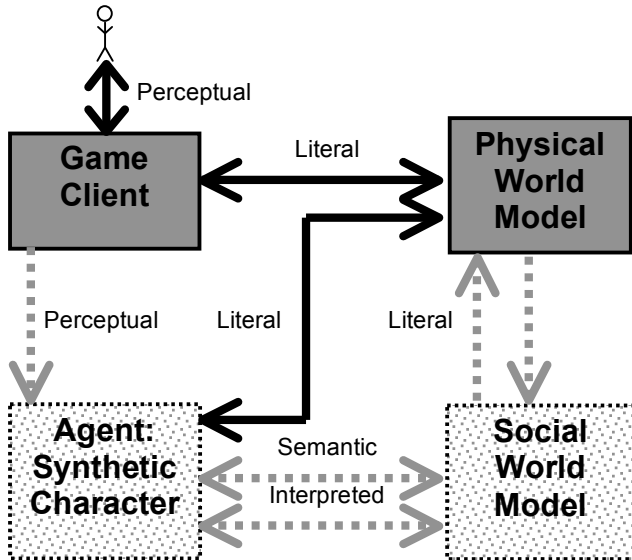 Perceptual
Game
Client
Literal
Physical
World
Model
Perceptual
Literal
Literal
Agent:
Synthetic
Character
Semantic
Interpreted
Social
World
Model